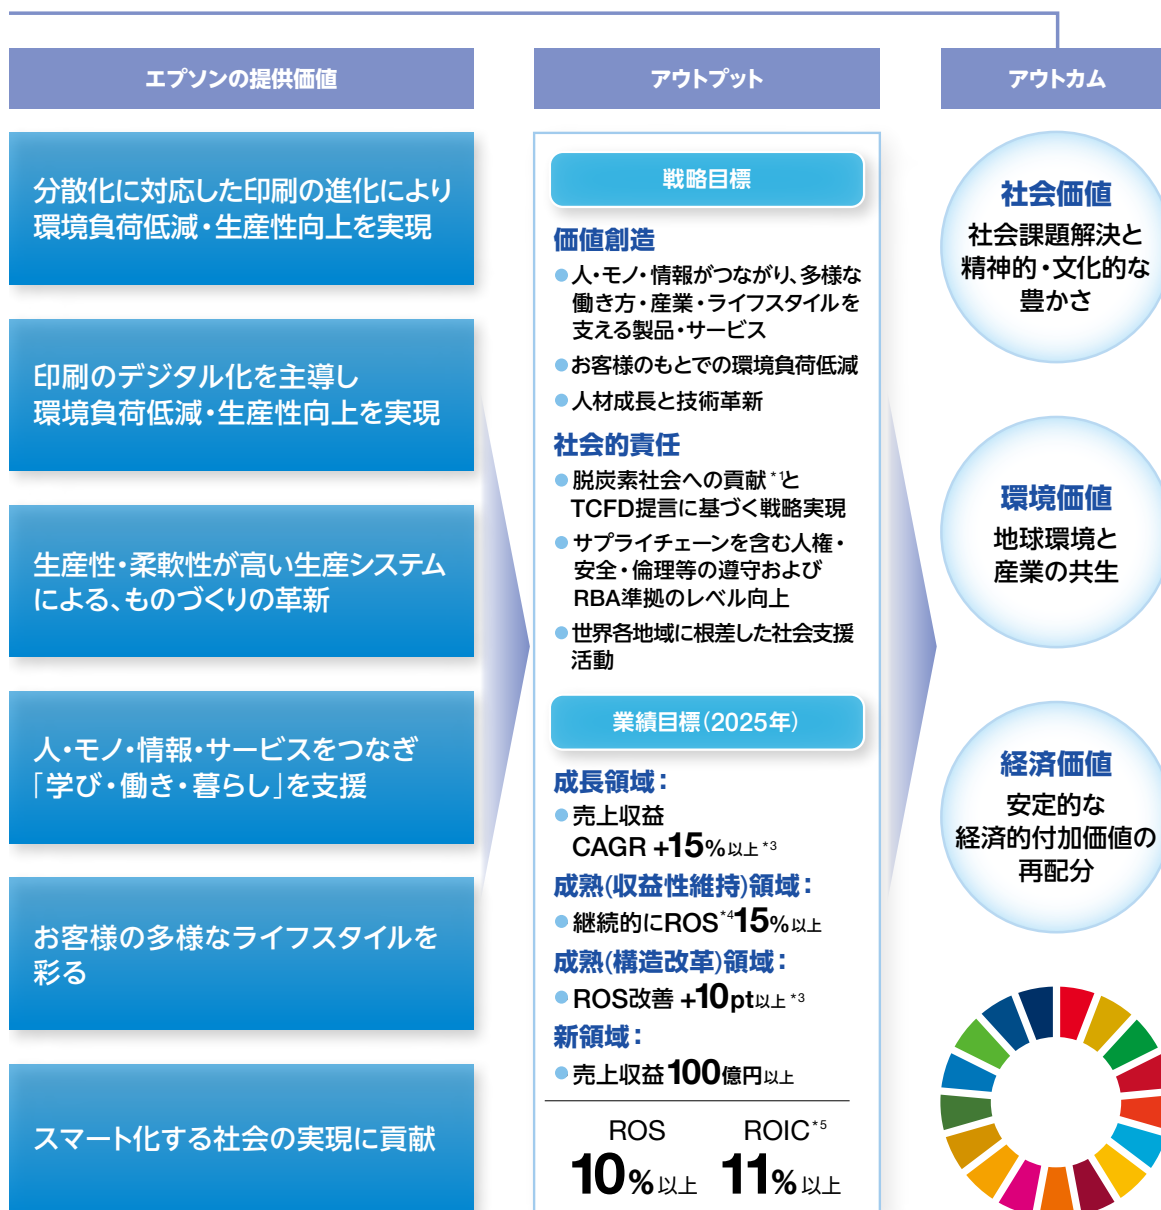 エプソンの提供価値
分散化に対応した印刷の進化により
環境負荷低減・生産性向上を実現
印刷のデジタル化を主導し
環境負荷低減・生産性向上を実現
生産性・柔軟性が高い生産システム
による、ものづくりの革新
人・モノ・情報・サービスをつなぎ
「学び・働き・暮らし」を支援
お客様の多様なライフスタイルを
彩る
スマート化する社会の実現に貢献
アウトプット
戦略目標
価値創造
●人・モノ・情報がつながり、多様な
働き方・産業・ライフスタイルを
支える製品・サービス
●お客様のもとでの環境負荷低減
●人材成長と技術革新
社会的責任
●脱炭素社会への貢献*1と
TCFD提言に基づく戦略実現
●サプライチェーンを含む人権・
安全・倫理等の遵守および
RBA準拠のレベル向上
●世界各地域に根差した社会支援
活動
業績目標（2025年）
成長領域：
●売上収益
CAGR +15%以上*3
成熟(収益性維持)領域：
●継続的にROS*4 15%以上
成熟(構造改革)領域：
●ROS改善 +10pt以上*3
新領域：
●売上収益100億円以上
ROS
10%以上
ROIC*5
11%以上
アウトカム
社会価値
社会課題解決と
精神的・文化的な
豊かさ
環境価値
地球環境と
産業の共生
経済価値
安定的な
経済的付加価値の
再配分